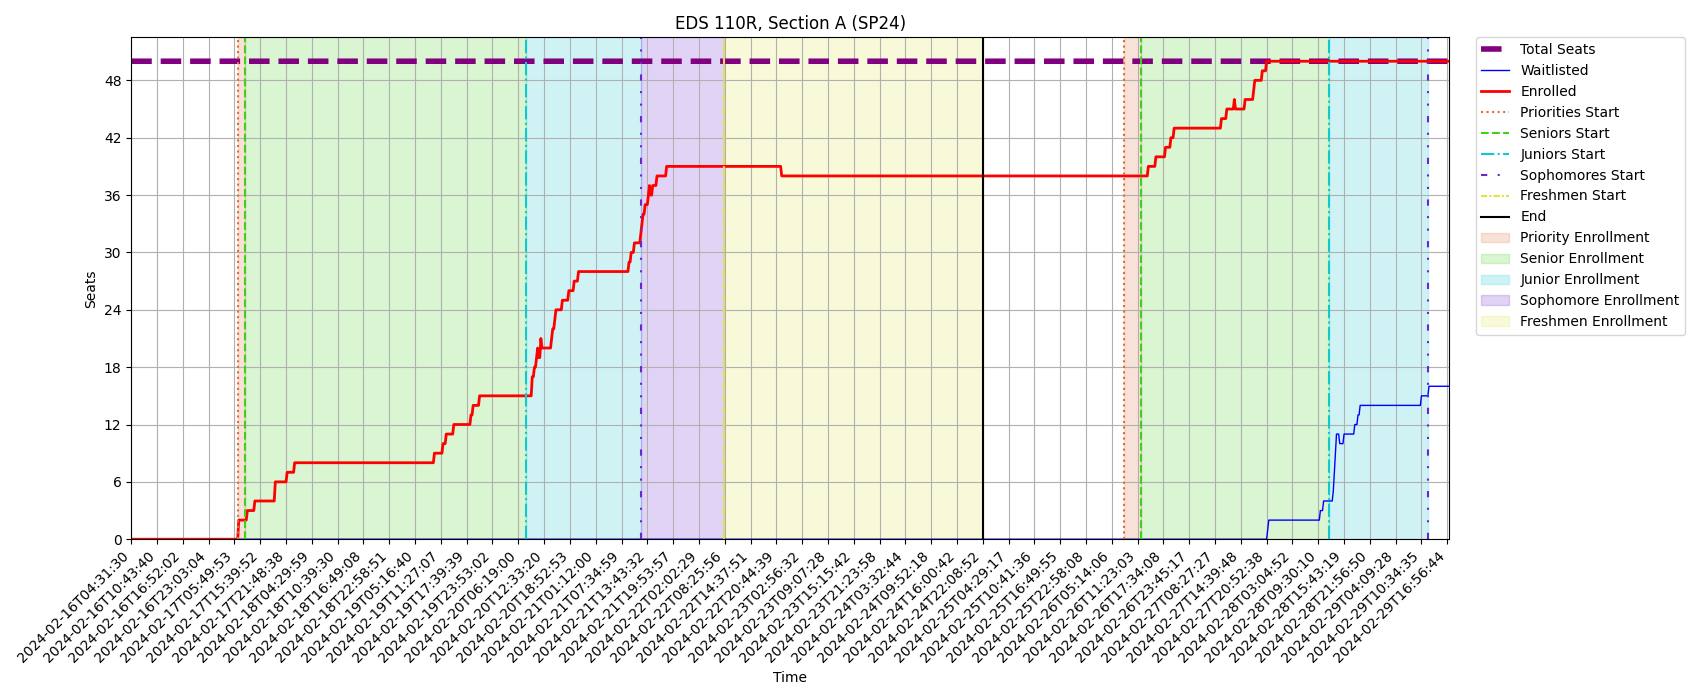 EDS 110R, Section A (SP24)
Total Seats
Waitlisted
Enrolled
Priorities Start
Seniors Start
Juniors Start
Sophomores Start
Freshmen Start
End
Priority Enrollment
Senior Enrollment
Junior Enrollment
Sophomore Enrollment
Freshmen Enrollment
Seats
48
42
36
30
24
18
12
6
0
2024-02-16T04:31:30
2024-02-16T10:43:40
2024-02-16T16:52:02
2024-02-16T23:03:04
2024-02-17T05:49:53
2024-02-17T15:39:52
2024-02-17T21:48:38
2024-02-18T04:29:59
2024-02-18T10:39:30
2024-02-18T16:49:08
2024-02-18T22:58:51
2024-02-19T05:16:40
2024-02-19T11:27:07
2024-02-19T17:39:39
2024-02-19T23:53:02
2024-02-20T06:19:00
2024-02-20T12:33:20
2024-02-20T18:52:53
2024-02-21T01:12:00
2024-02-21T07:34:59
2024-02-21T13:43:32
2024-02-21T19:53:57
2024-02-22T02:02:29
2024-02-22T08:25:56
2024-02-22T14:37:51
2024-02-22T20:44:39
2024-02-23T02:56:32
2024-02-23T09:07:28
2024-02-23T15:15:42
2024-02-23T21:23:58
2024-02-24T03:32:44
2024-02-24T09:52:18
2024-02-24T16:00:42
2024-02-24T22:08:52
2024-02-25T04:29:17
2024-02-25T10:41:36
2024-02-25T16:49:55
2024-02-25T22:58:08
2024-02-26T05:14:06
2024-02-26T11:23:03
2024-02-26T17:34:08
2024-02-26T23:45:17
2024-02-27T08:27:27
2024-02-27T14:39:48
2024-02-27T20:52:38
2024-02-28T03:04:52
2024-02-28T09:30:10
2024-02-28T15:43:19
2024-02-28T21:56:50
2024-02-29T04:09:28
2024-02-29T10:34:35
2024-02-29T16:56:44
Time